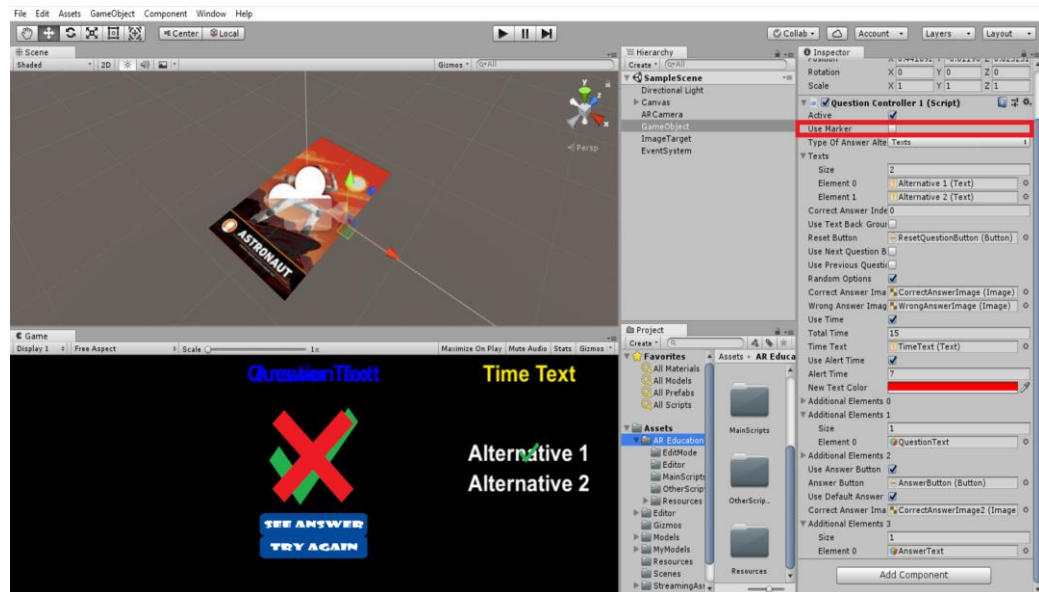 File Edit Assets GameObject Component Window Help
Center Local
Collab Account Layers Layout
Scene
Shaded 2D Gizmos All
Persp
ASTRONAUT
Game
Display 1 Free Aspect Scale 1x Maximize On Play Mute Audio Stats Gizmos
Time Text
Alternative 1
Alternative 2
SEE ANSWER
TRY AGAIN
Hierarchy
Create All
SampleScene
Directional Light
Canvas
ARCamera
GameObject
ImageTarget
EventSystem
Project
Create
Favorites
All Materials
All Models
All Prefabs
All Scripts
Assets
AR Education
EditMode
Editor
MainScripts
OtherScrip
Resources
Editor
Gizmos
Models
MyModels
Resources
Scenes
StreamingAss
Assets AR Educa
MainScripts
OtherScrip...
Resources
Inspector
Rotation X 0 Y 0 Z 0
Scale X 1 Y 1 Z 1
Question Controller 1 (Script)
Active
Use Marker
Type Of Answer Alte Texts
Texts
Size 2
Element 0 Alternative 1 (Text)
Element 1 Alternative 2 (Text)
Correct Answer Inde 0
Use Text Back Groun
Reset Button ResetQuestionButton (Button)
Use Next Question B
Use Previous Questi
Random Options
Correct Answer Ima CorrectAnswerImage (Image)
Wrong Answer Imag WrongAnswerImage (Image)
Use Time
Total Time 15
Time Text TimeText (Text)
Use Alert Time
Alert Time 7
New Text Color
Additional Elements 0
Additional Elements 1
Size 1
Element 0 QuestionText
Additional Elements 2
Use Answer Button
Answer Button AnswerButton (Button)
Use Default Answer
Correct Answer Ima CorrectAnswerImage2 (Image
Additional Elements 3
Size 1
Element 0 AnswerText
Add Component